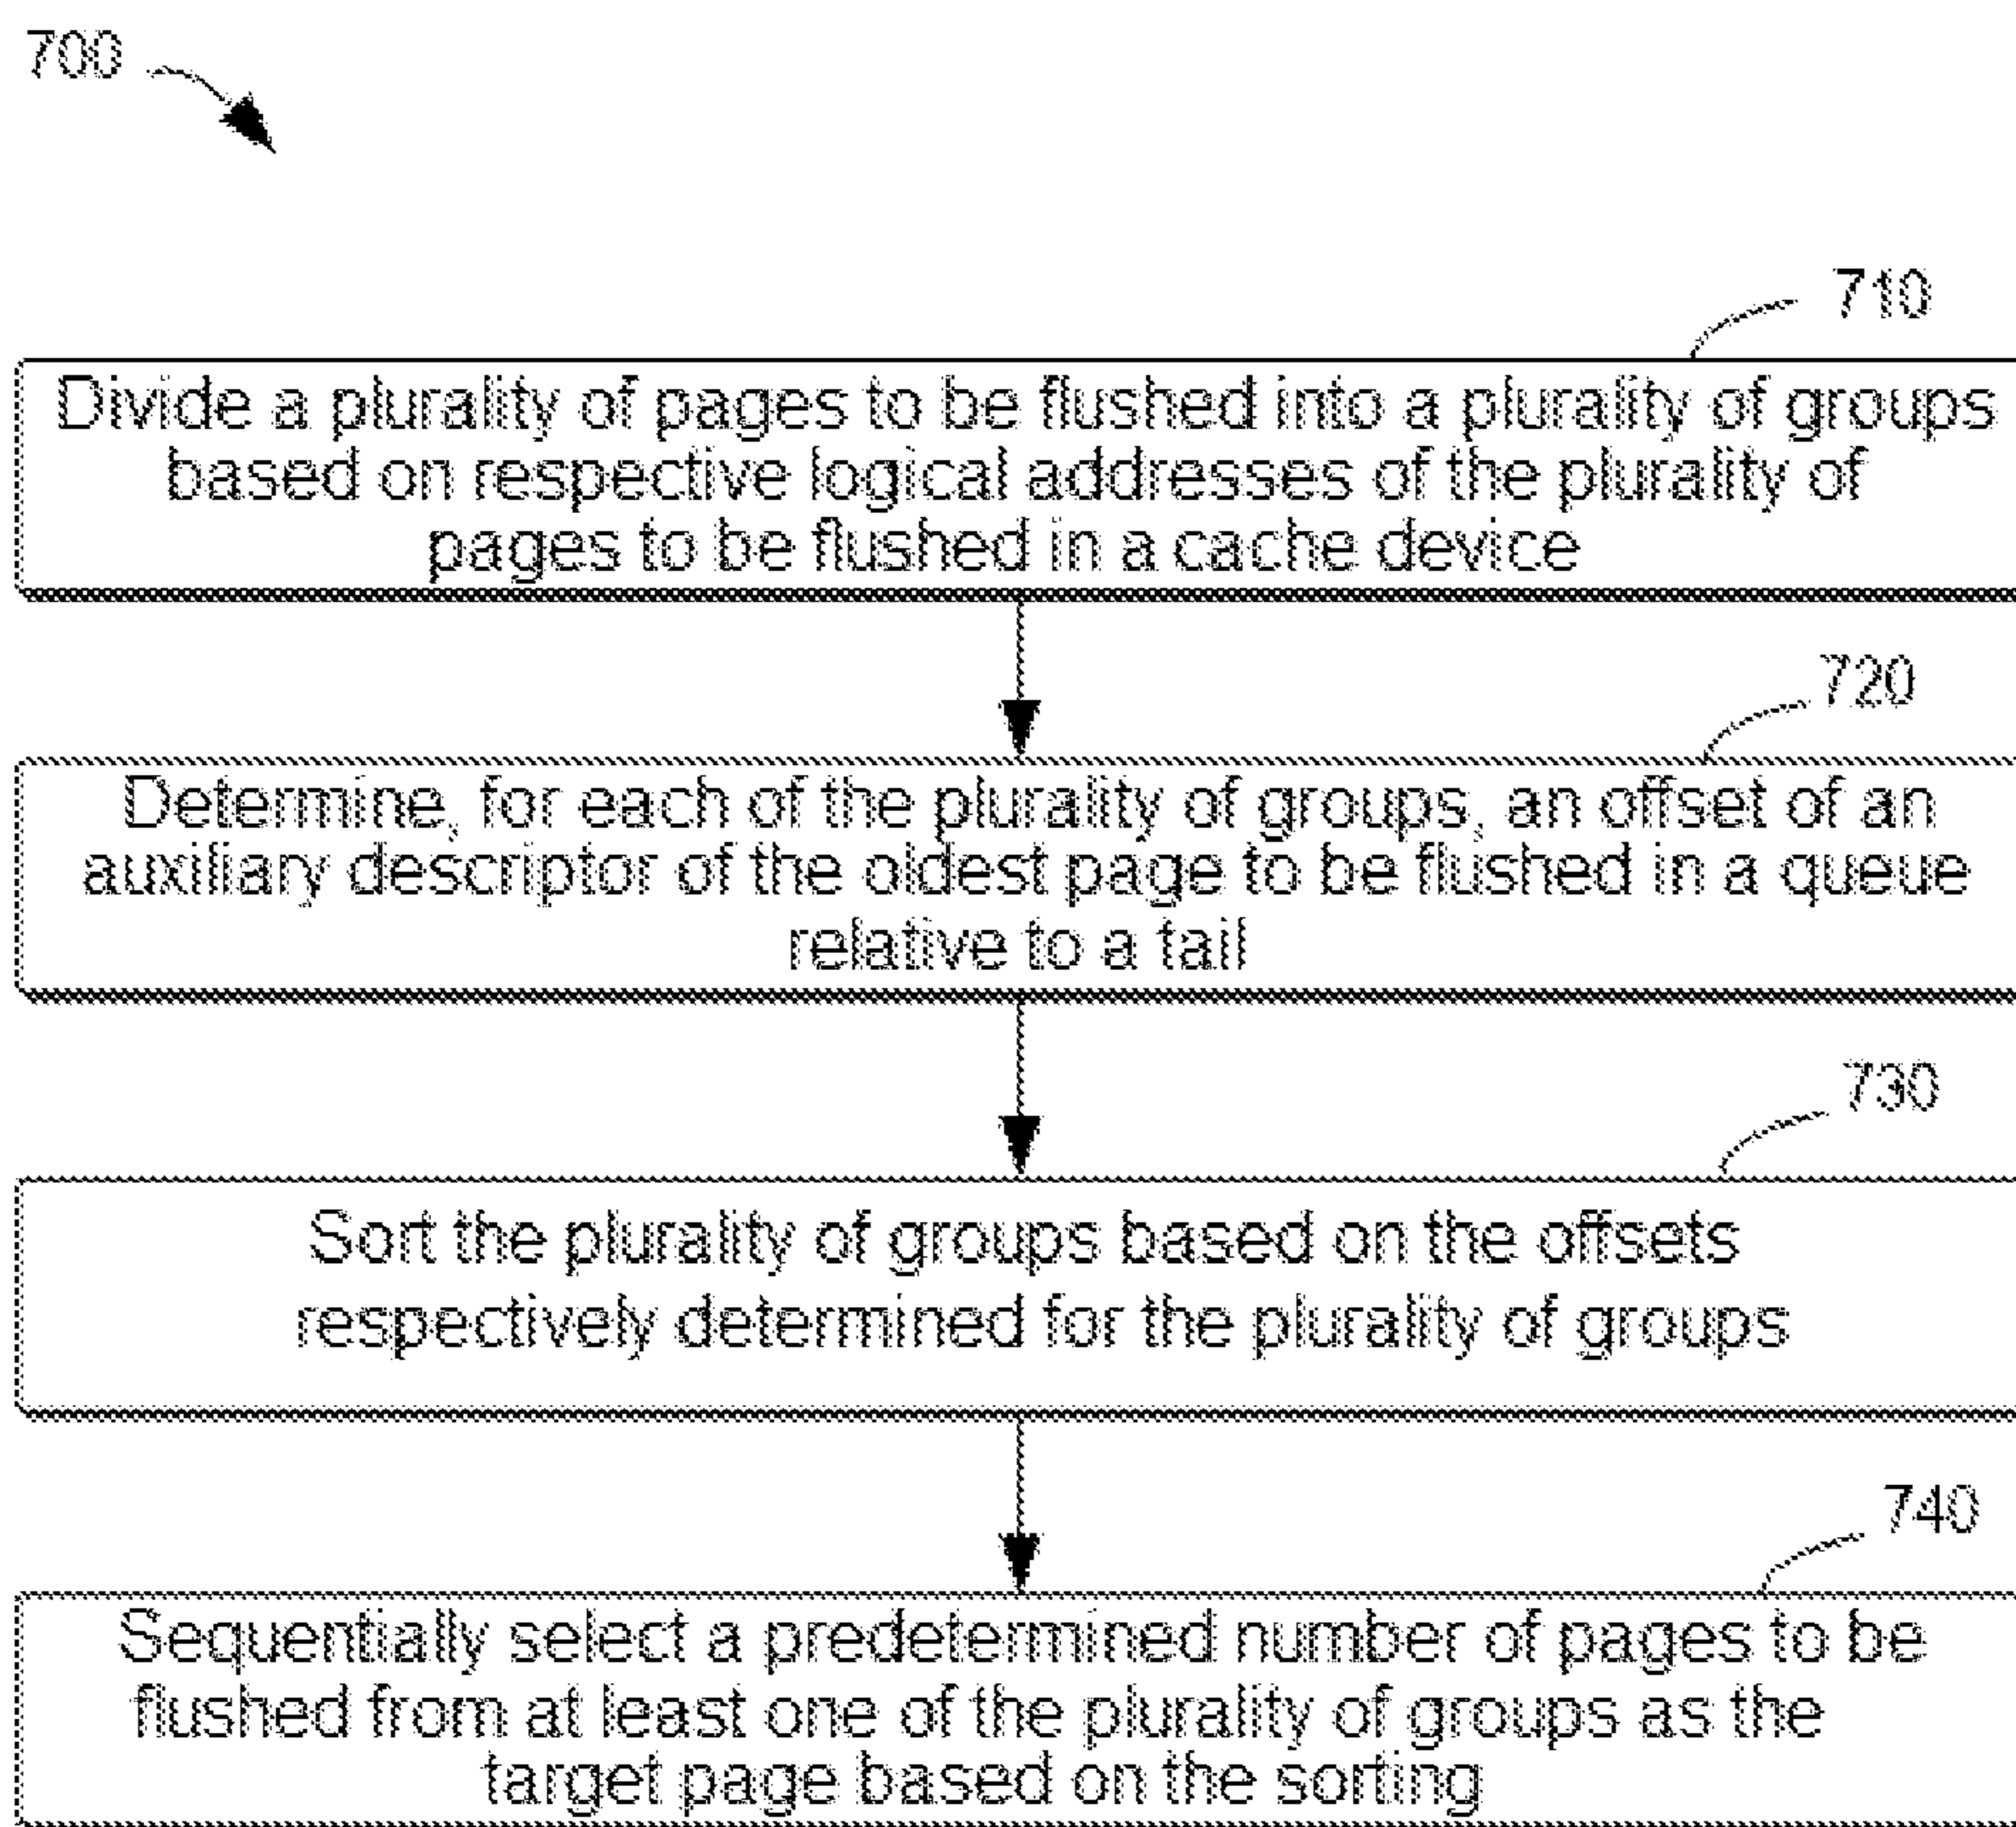 700
710
Divide a plurality of pages to be flushed into a plurality of groups
based on respective logical addresses of the plurality of
pages to be flushed in a cache device
720
Determine, for each of the plurality of groups, an offset of an
auxiliary descriptor of the oldest page to be flushed in a queue
relative to a tail
730
Sort the plurality of groups based on the offsets
respectively determined for the plurality of groups
740
Sequentially select a predetermined number of pages to be
flushed from at least one of the plurality of groups as the
target page based on the sorting